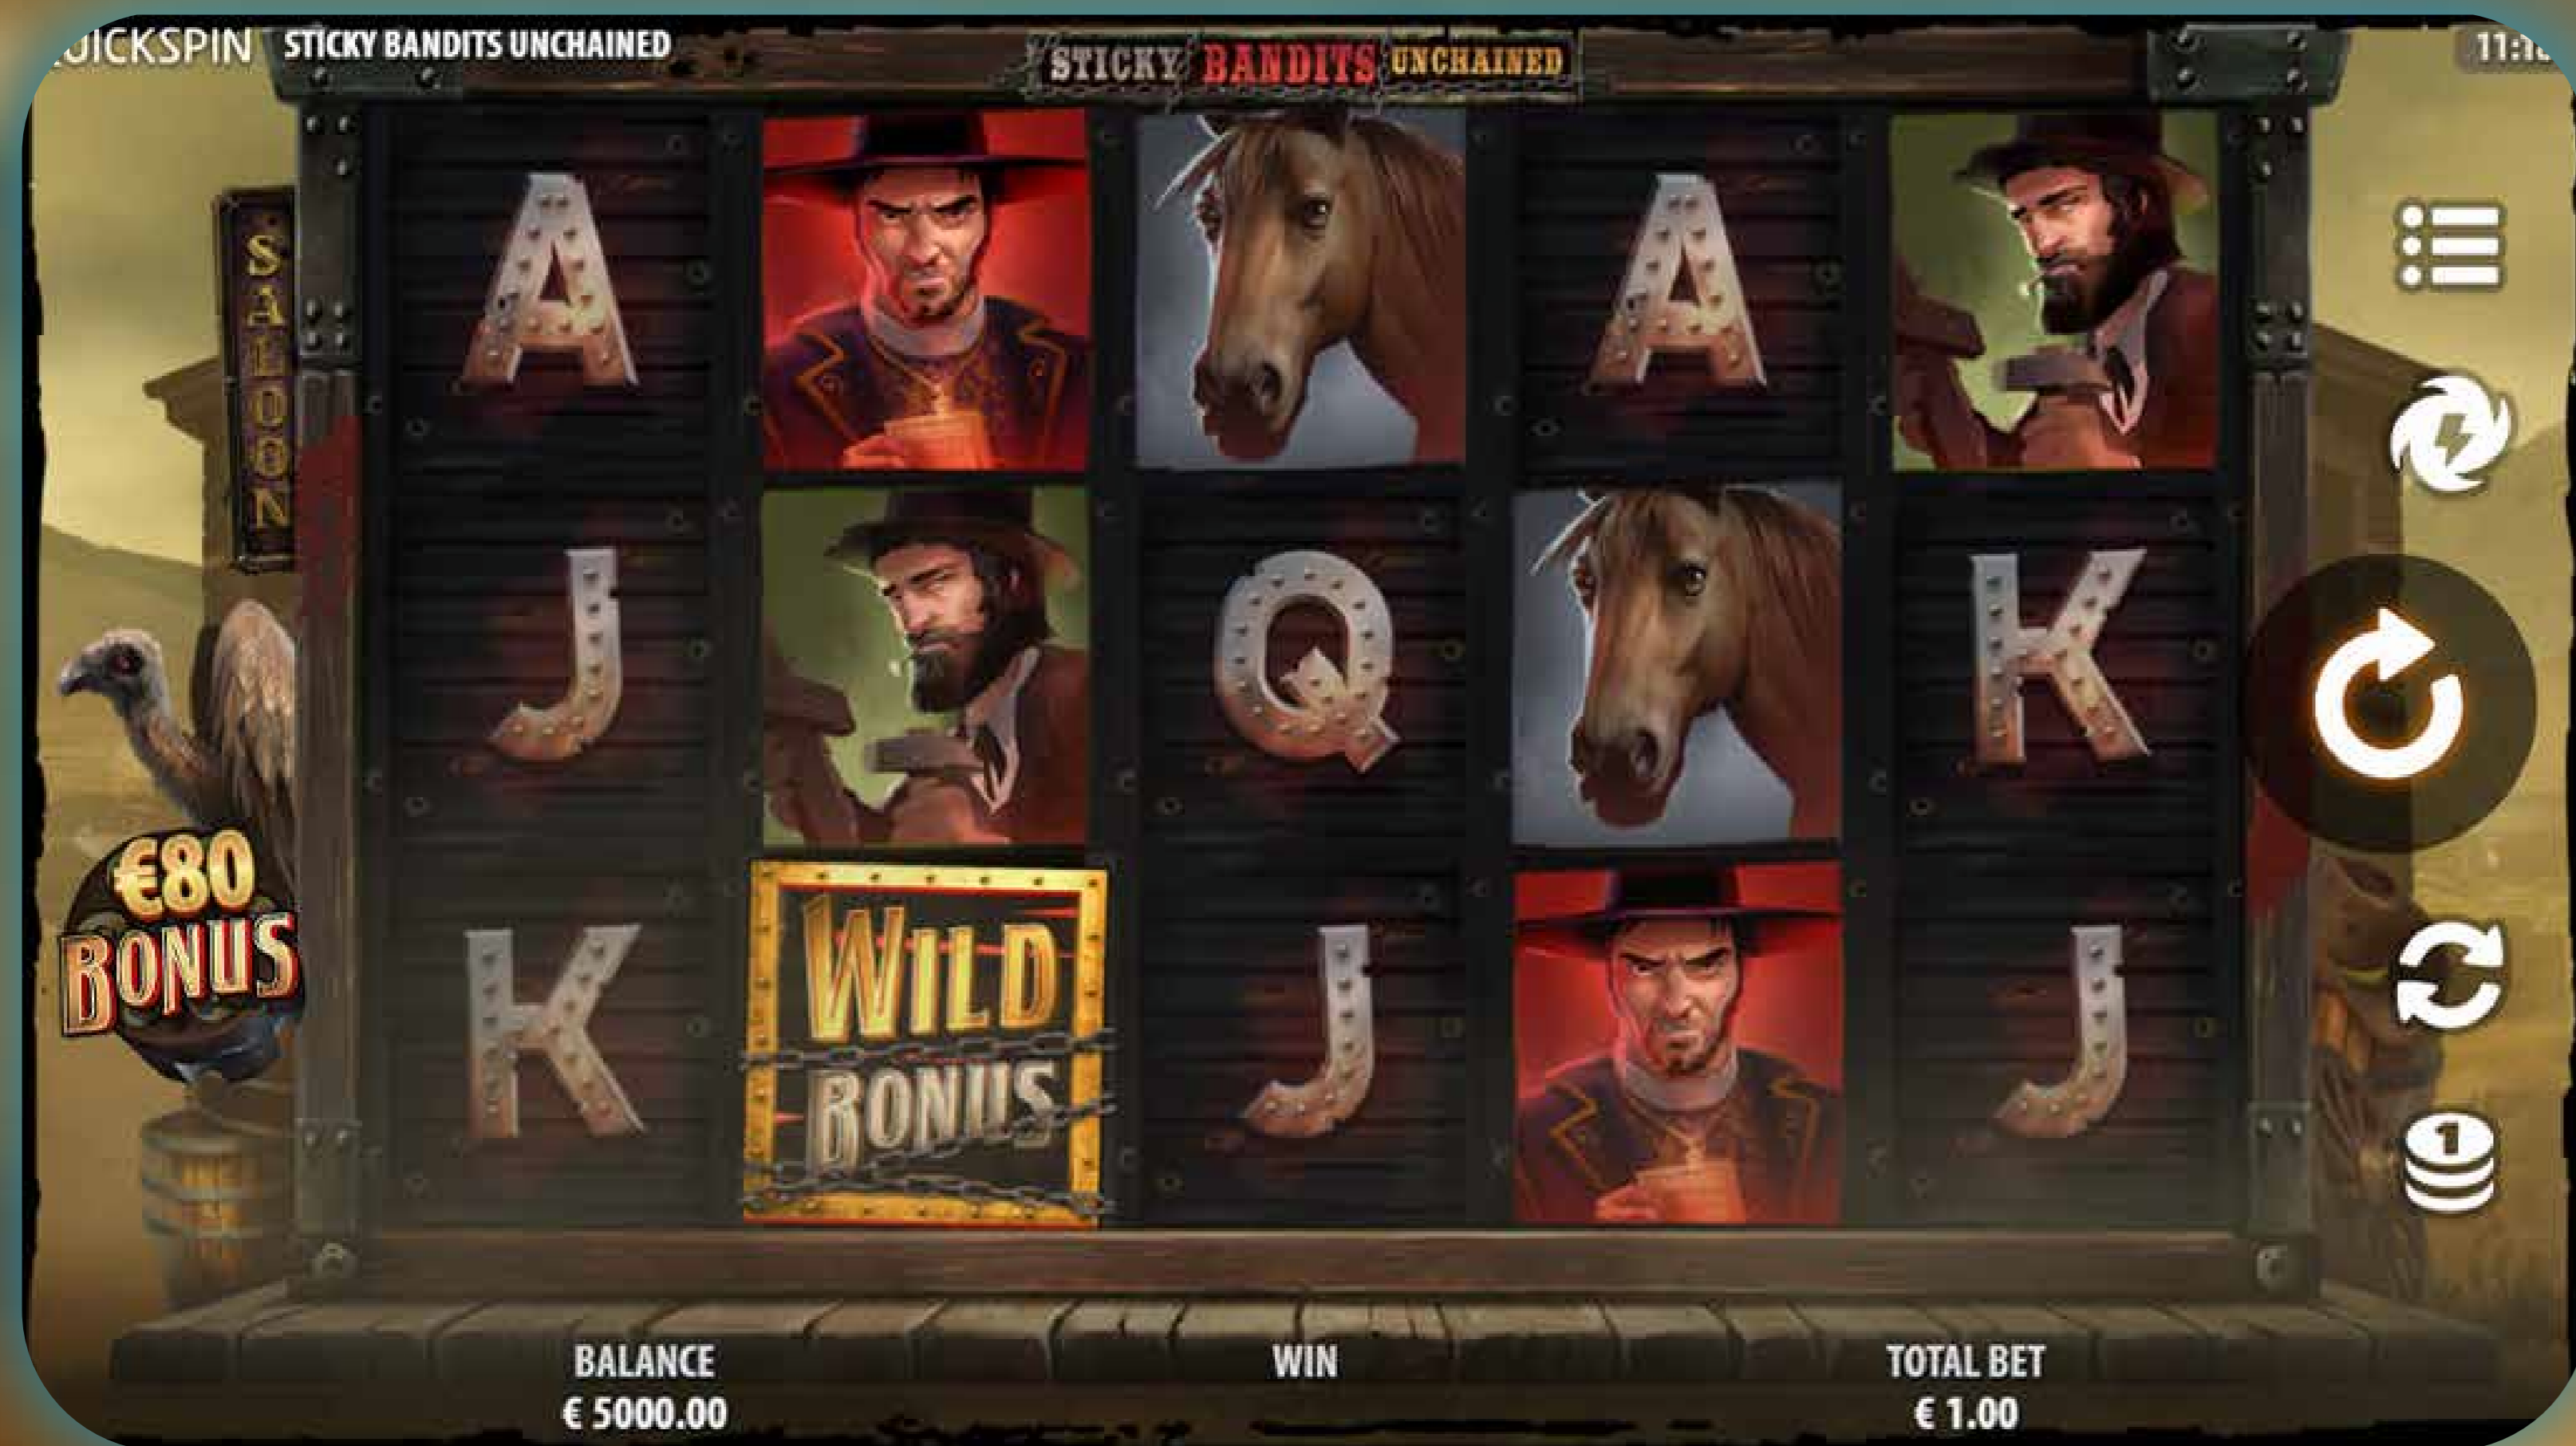 STICKY BANDITS UNCHAINED
STICKY BANDITS UNCHAINED
SALOON
A
A
J
Q
K
K
WILD
BONUS
J
J
€80
BONUS
1
BALANCE
€ 5000.00
WIN
TOTAL BET
€ 1.00